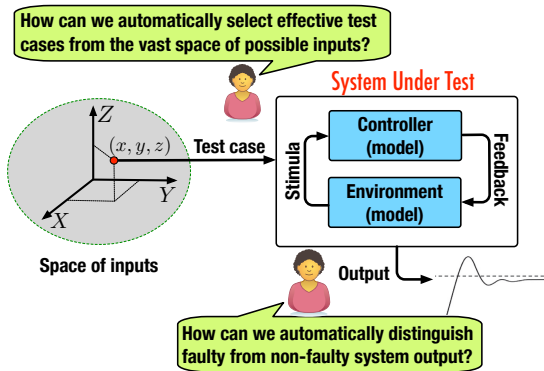 How can we automatically select effective test
cases from the vast space of possible inputs?
System Under Test
Z
(x, y, z)
Test case
Y
X
Space of inputs
Stimula
Controller
(model)
Environment
(model)
Feedback
Output
How can we automatically distinguish
faulty from non-faulty system output?